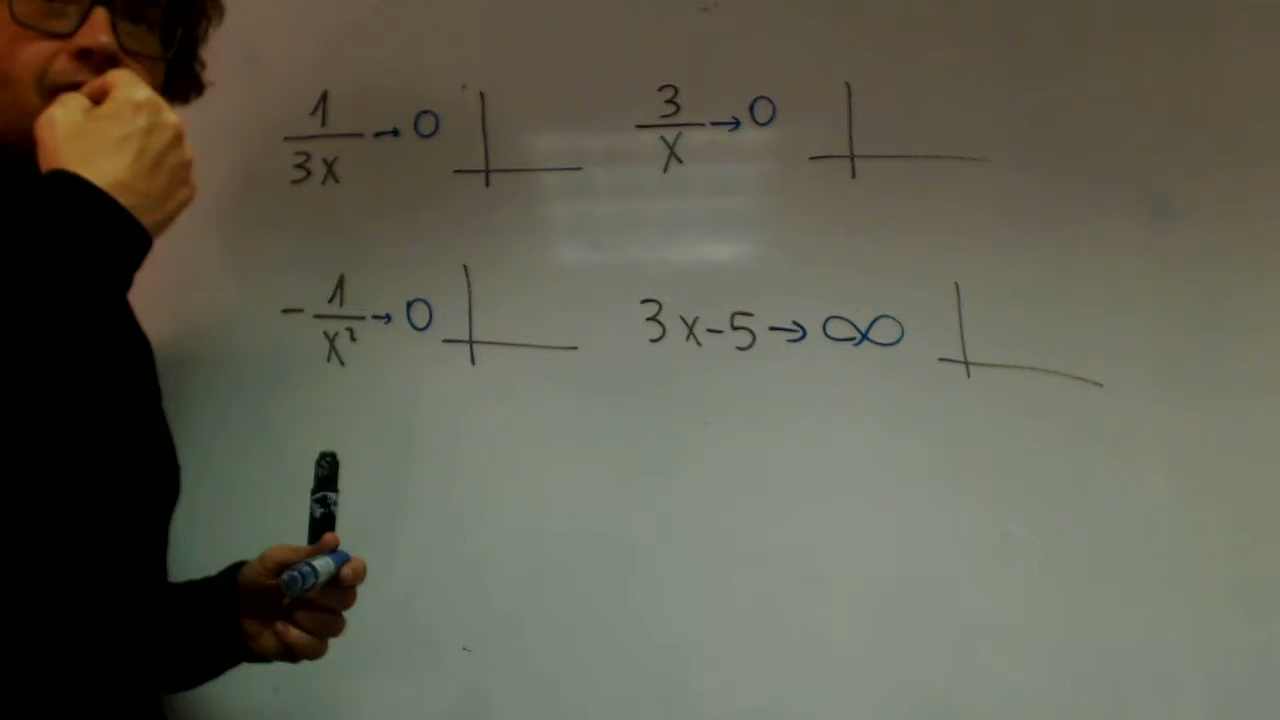 1/3x → 0
3/x → 0
-1/x² → 0
3x-5 → ∞